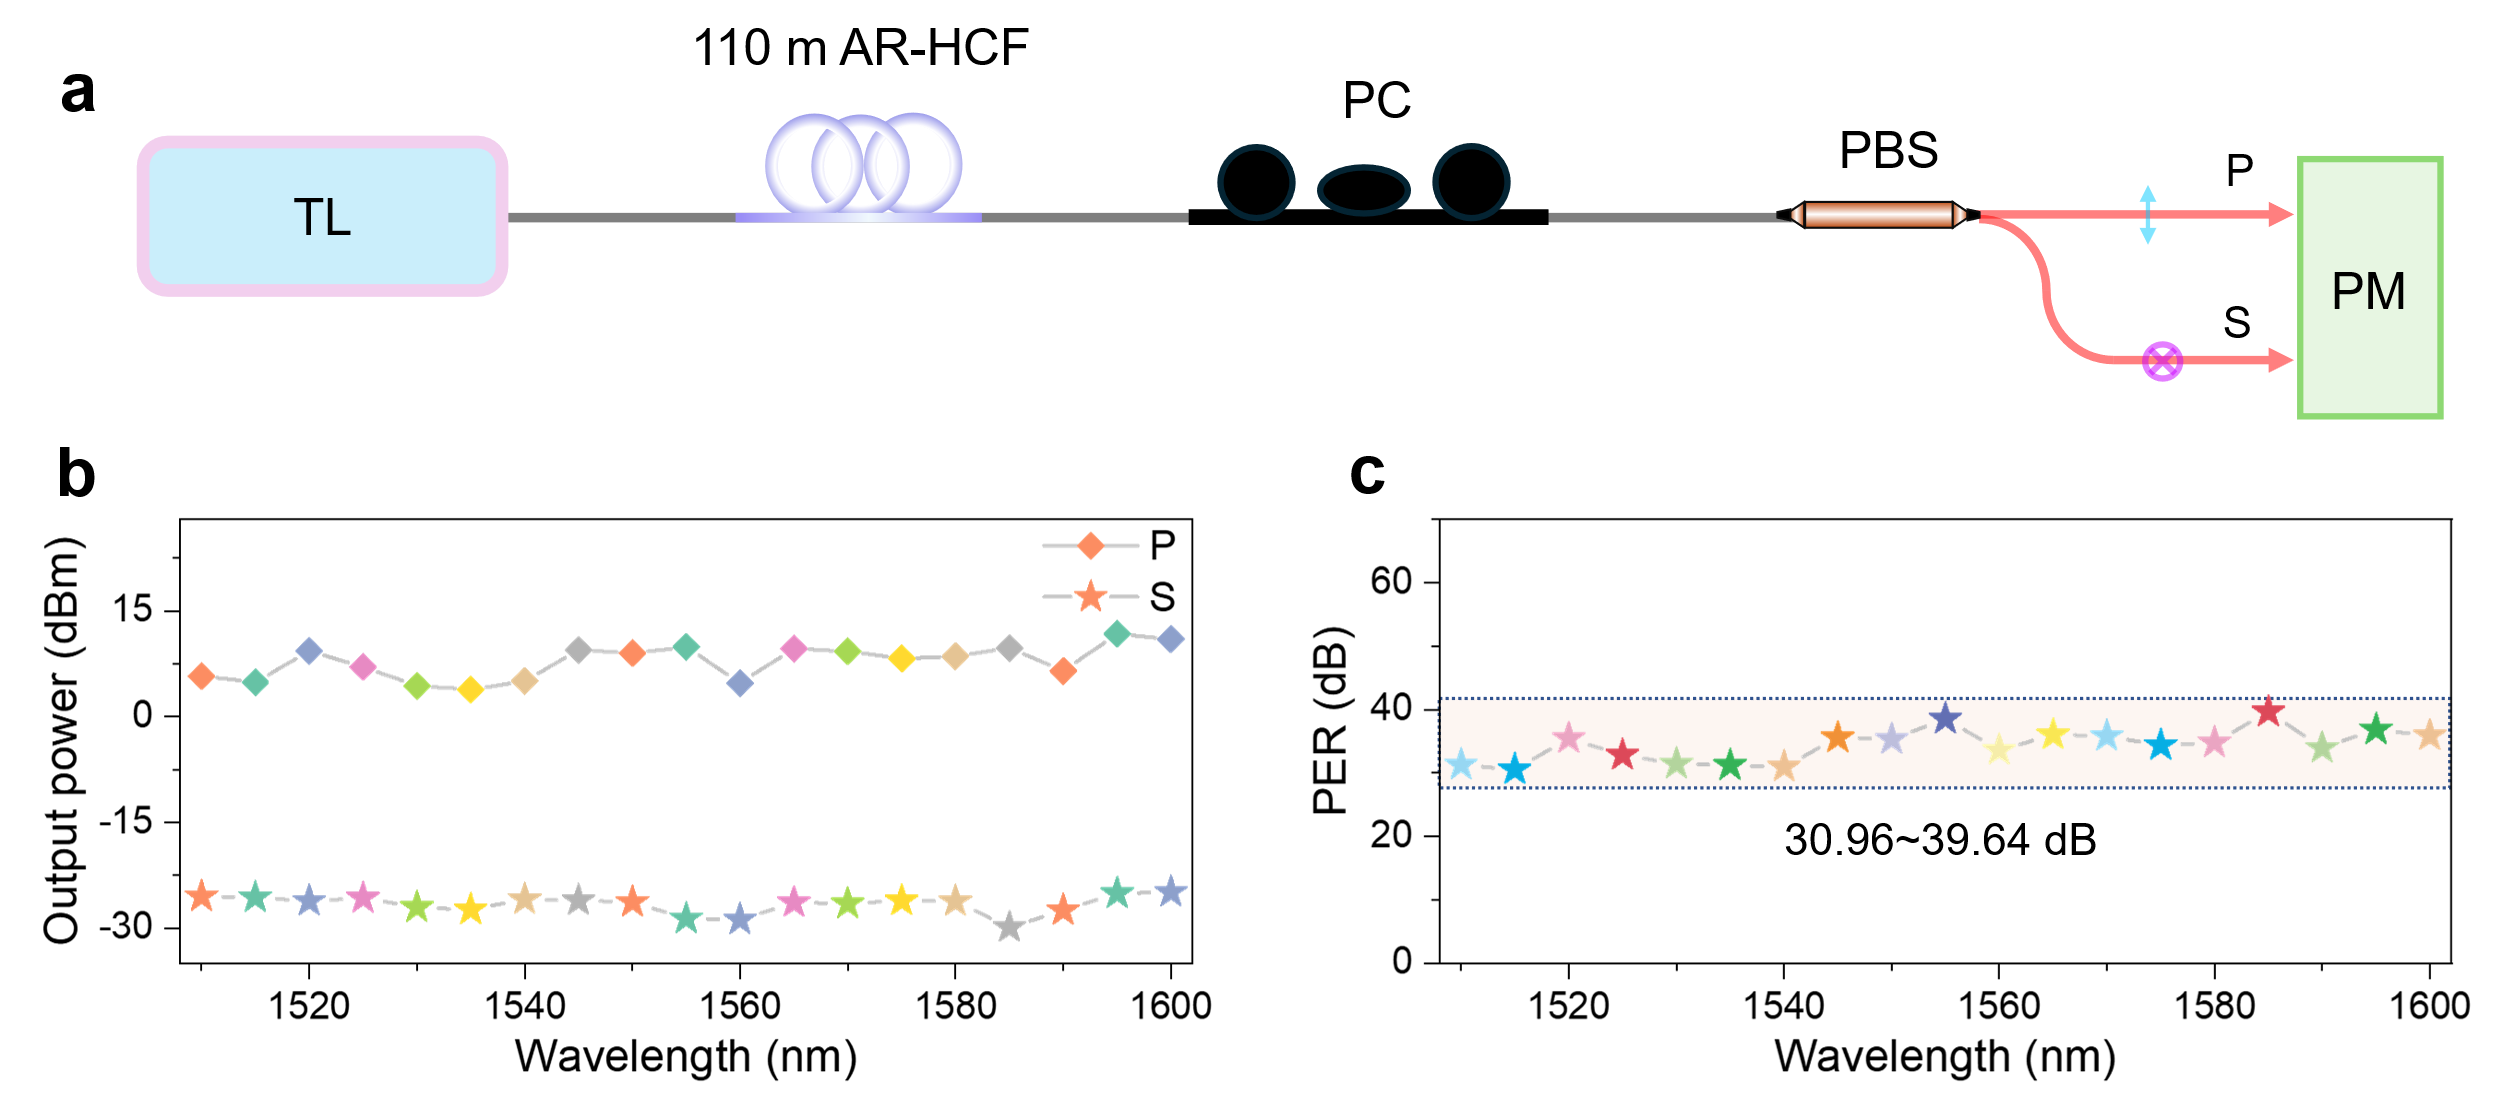 a
110 m AR-HCF
PC
PBS
TL
P
S
PM
b
Output power (dBm)
15
0
-15
-30
P
S
1520 1540 1560 1580 1600
Wavelength (nm)
c
PER (dB)
60
40
20
0
30.96~39.64 dB
1520 1540 1560 1580 1600
Wavelength (nm)